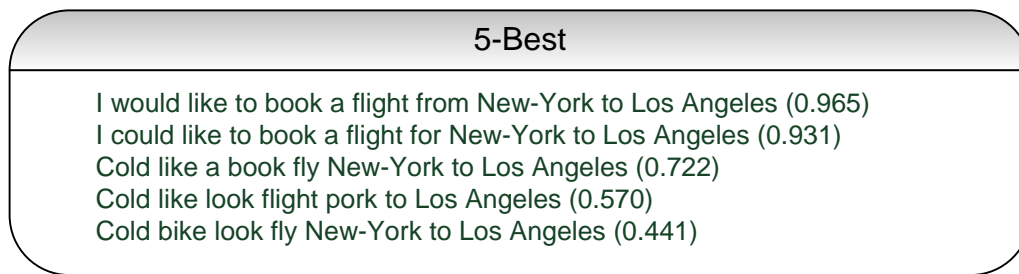 5-Best
I would like to book a flight from New-York to Los Angeles (0.965)
I could like to book a flight for New-York to Los Angeles (0.931)
Cold like a book fly New-York to Los Angeles (0.722)
Cold like look flight pork to Los Angeles (0.570)
Cold bike look fly New-York to Los Angeles (0.441)